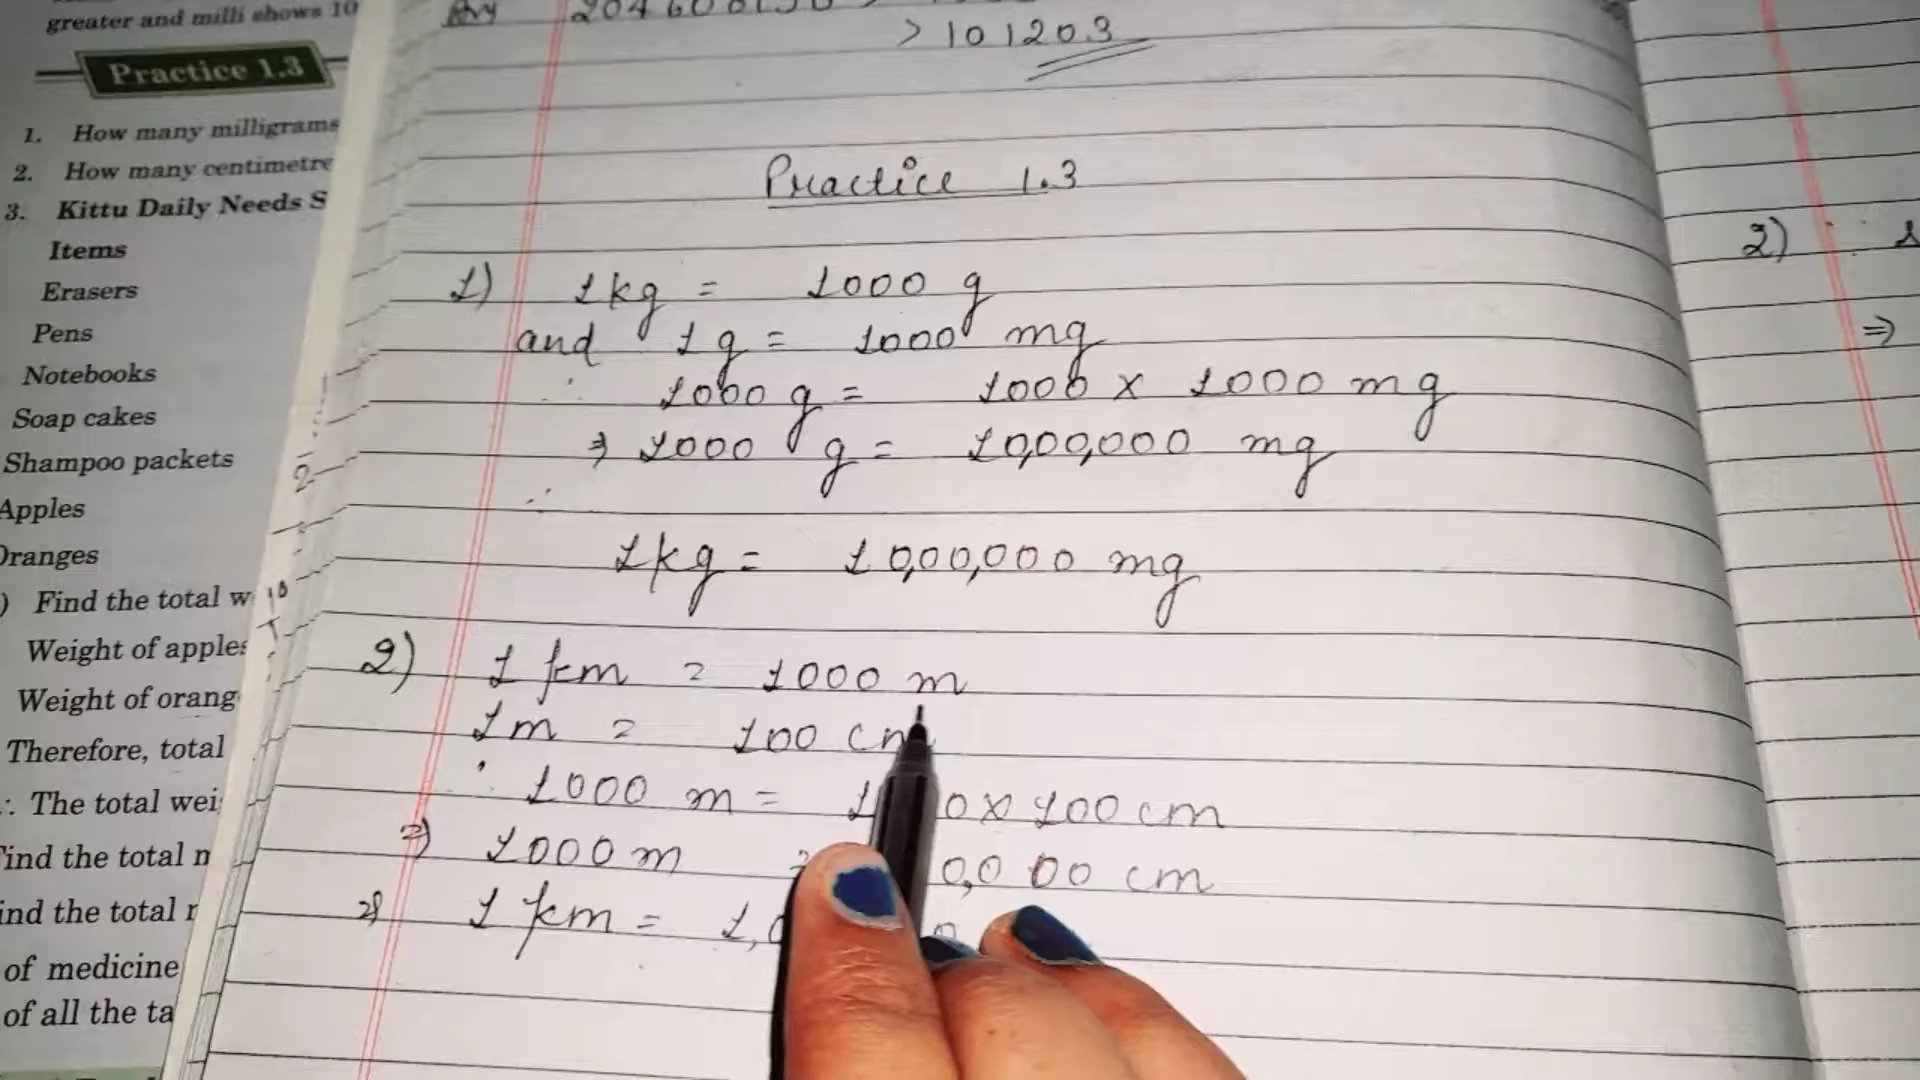 greater and milli shows 10
Practice 1.3
1. How many milligrams
2. How many centimetre
3. Kittu Daily Needs S
Items
Erasers
Pens
Notebooks
Soap cakes
Shampoo packets
Apples
Oranges
) Find the total w
Weight of apples
Weight of orang
Therefore, total
∴ The total wei
Find the total n
ind the total r
of medicine
of all the ta
> 101203
Practice 1.3
1) 1kg = 1000 g
and 1g = 1000 mg
∴ 1000 g = 1000 x 1000 mg
⇒ 1000 g = 10,00,000 mg
∴
1kg = 10,00,000 mg
2) 1 km = 1000 m
1m = 100 cm
∴ 1000 m = 1 0 x 100 cm
⇒ 1000 m = 0,000 cm
⇒ 1 km = 1,0
2)
⇒